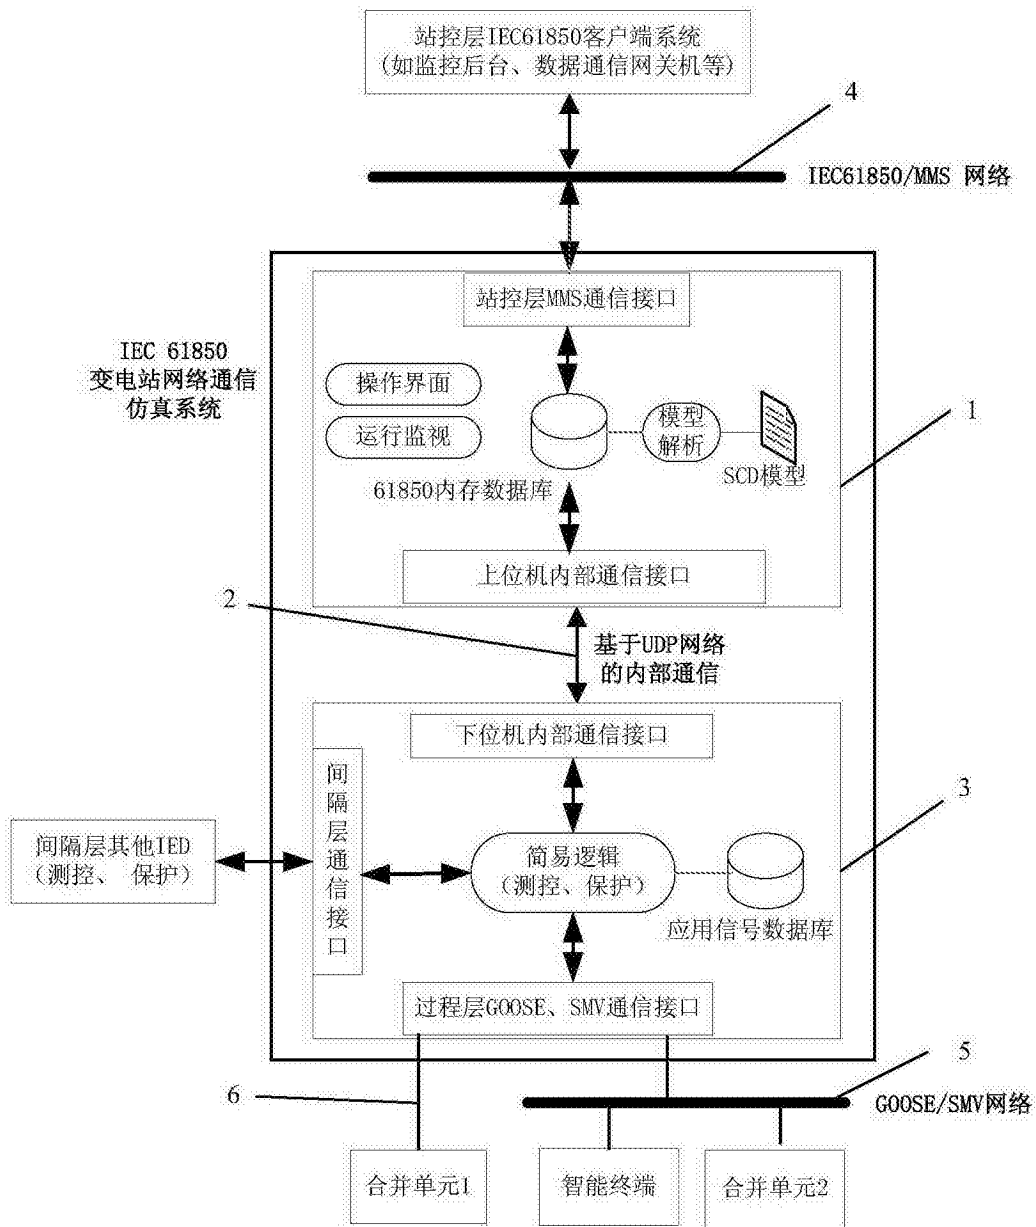 站控层IEC61850客户端系统
(如监控后台、数据通信网关机等)
4
IEC61850/MMS 网络
站控层MMS通信接口
IEC 61850
变电站网络通信
仿真系统
操作界面
运行监视
模型
解析
1
SCD模型
61850内存数据库
上位机内部通信接口
2
基于UDP网络
的内部通信
下位机内部通信接口
间
隔
层
通
信
接
口
3
间隔层其他IED
(测控、 保护)
简易逻辑
(测控、保护)
应用信号数据库
过程层GOOSE、SMV通信接口
5
6
GOOSE/SMV网络
合并单元1
智能终端
合并单元2